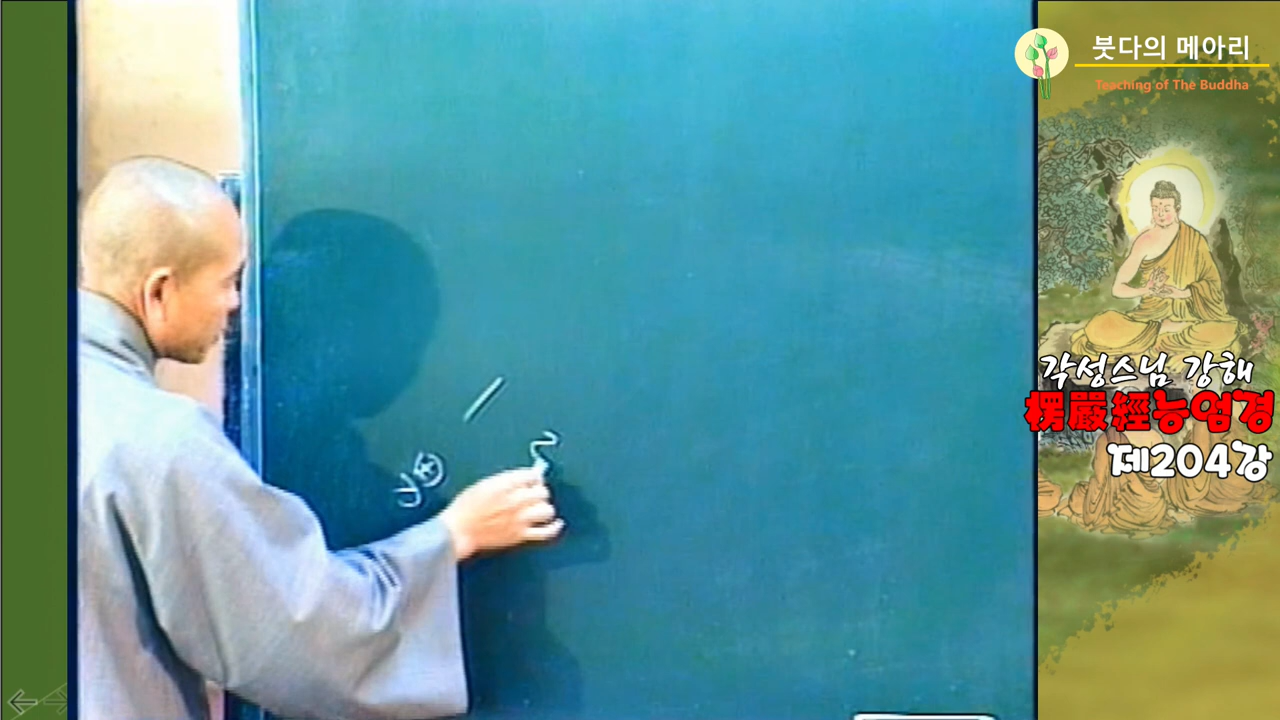 붓다의 메아리
Teaching of The Buddha
각성스님 강해
楞嚴經능엄경
제204강